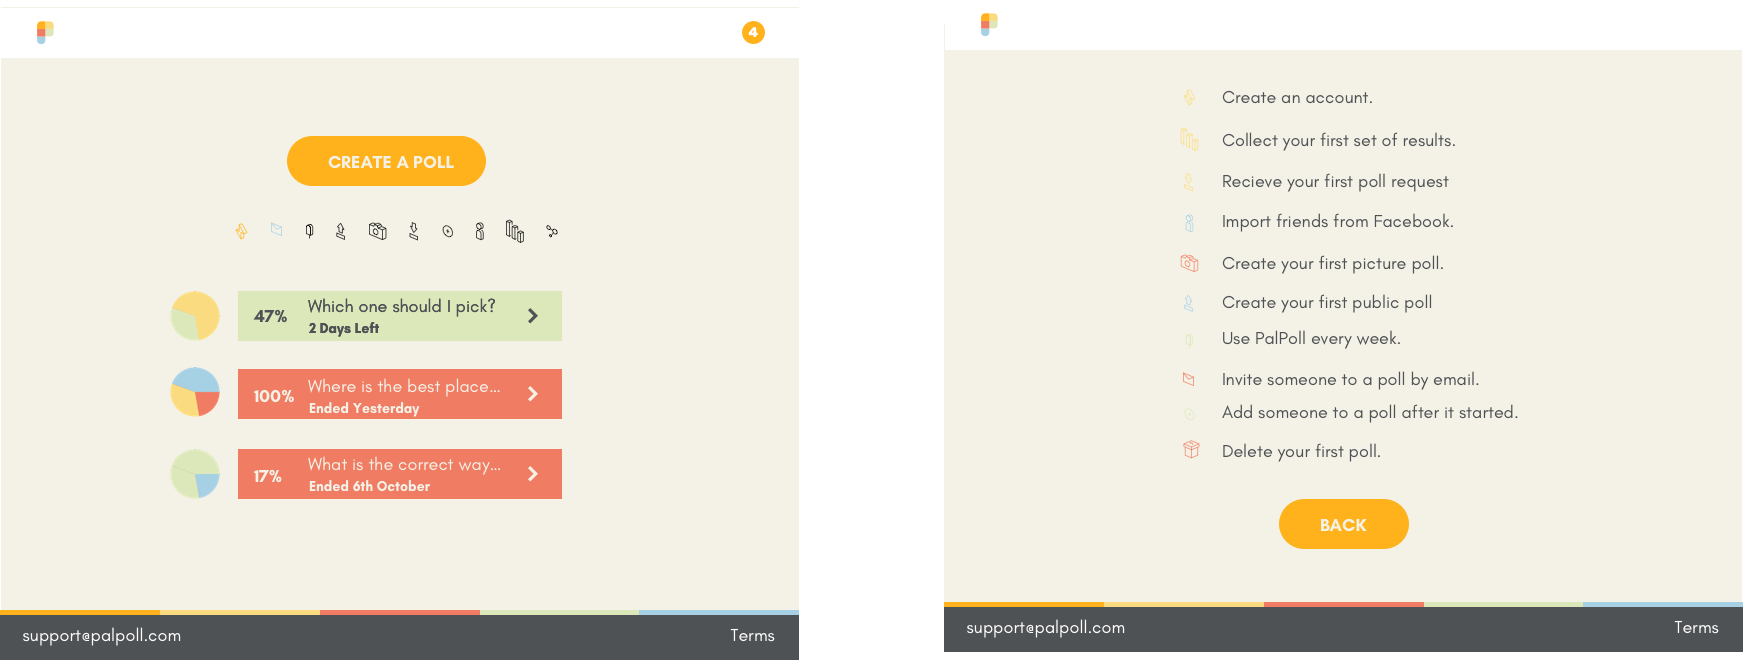 4
CREATE A POLL
47%
Which one should I pick?
2 Days Left
100%
Where is the best place...
Ended Yesterday
17%
What is the correct way...
Ended 6th October
support@palpoll.com
Terms
Create an account.
Collect your first set of results.
Recieve your first poll request
Import friends from Facebook.
Create your first picture poll.
Create your first public poll
Use PalPoll every week.
Invite someone to a poll by email.
Add someone to a poll after it started.
Delete your first poll.
BACK
support@palpoll.com
Terms